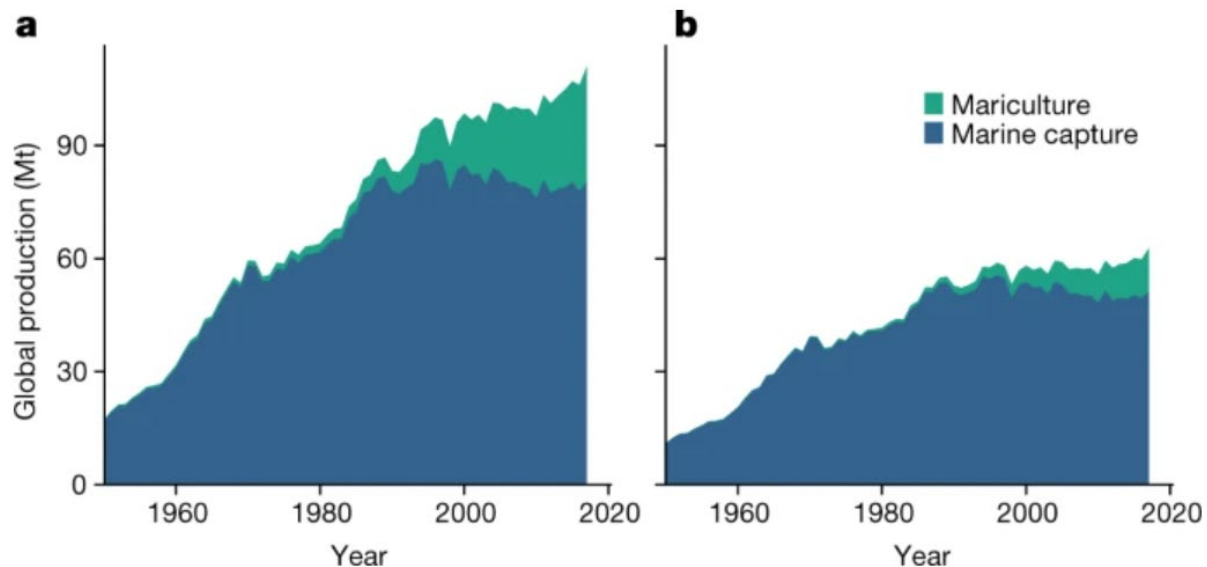 a
Global production (Mt)
90
60
30
0
1960 1980 2000 2020
Year
b
Mariculture
Marine capture
1960 1980 2000 2020
Year